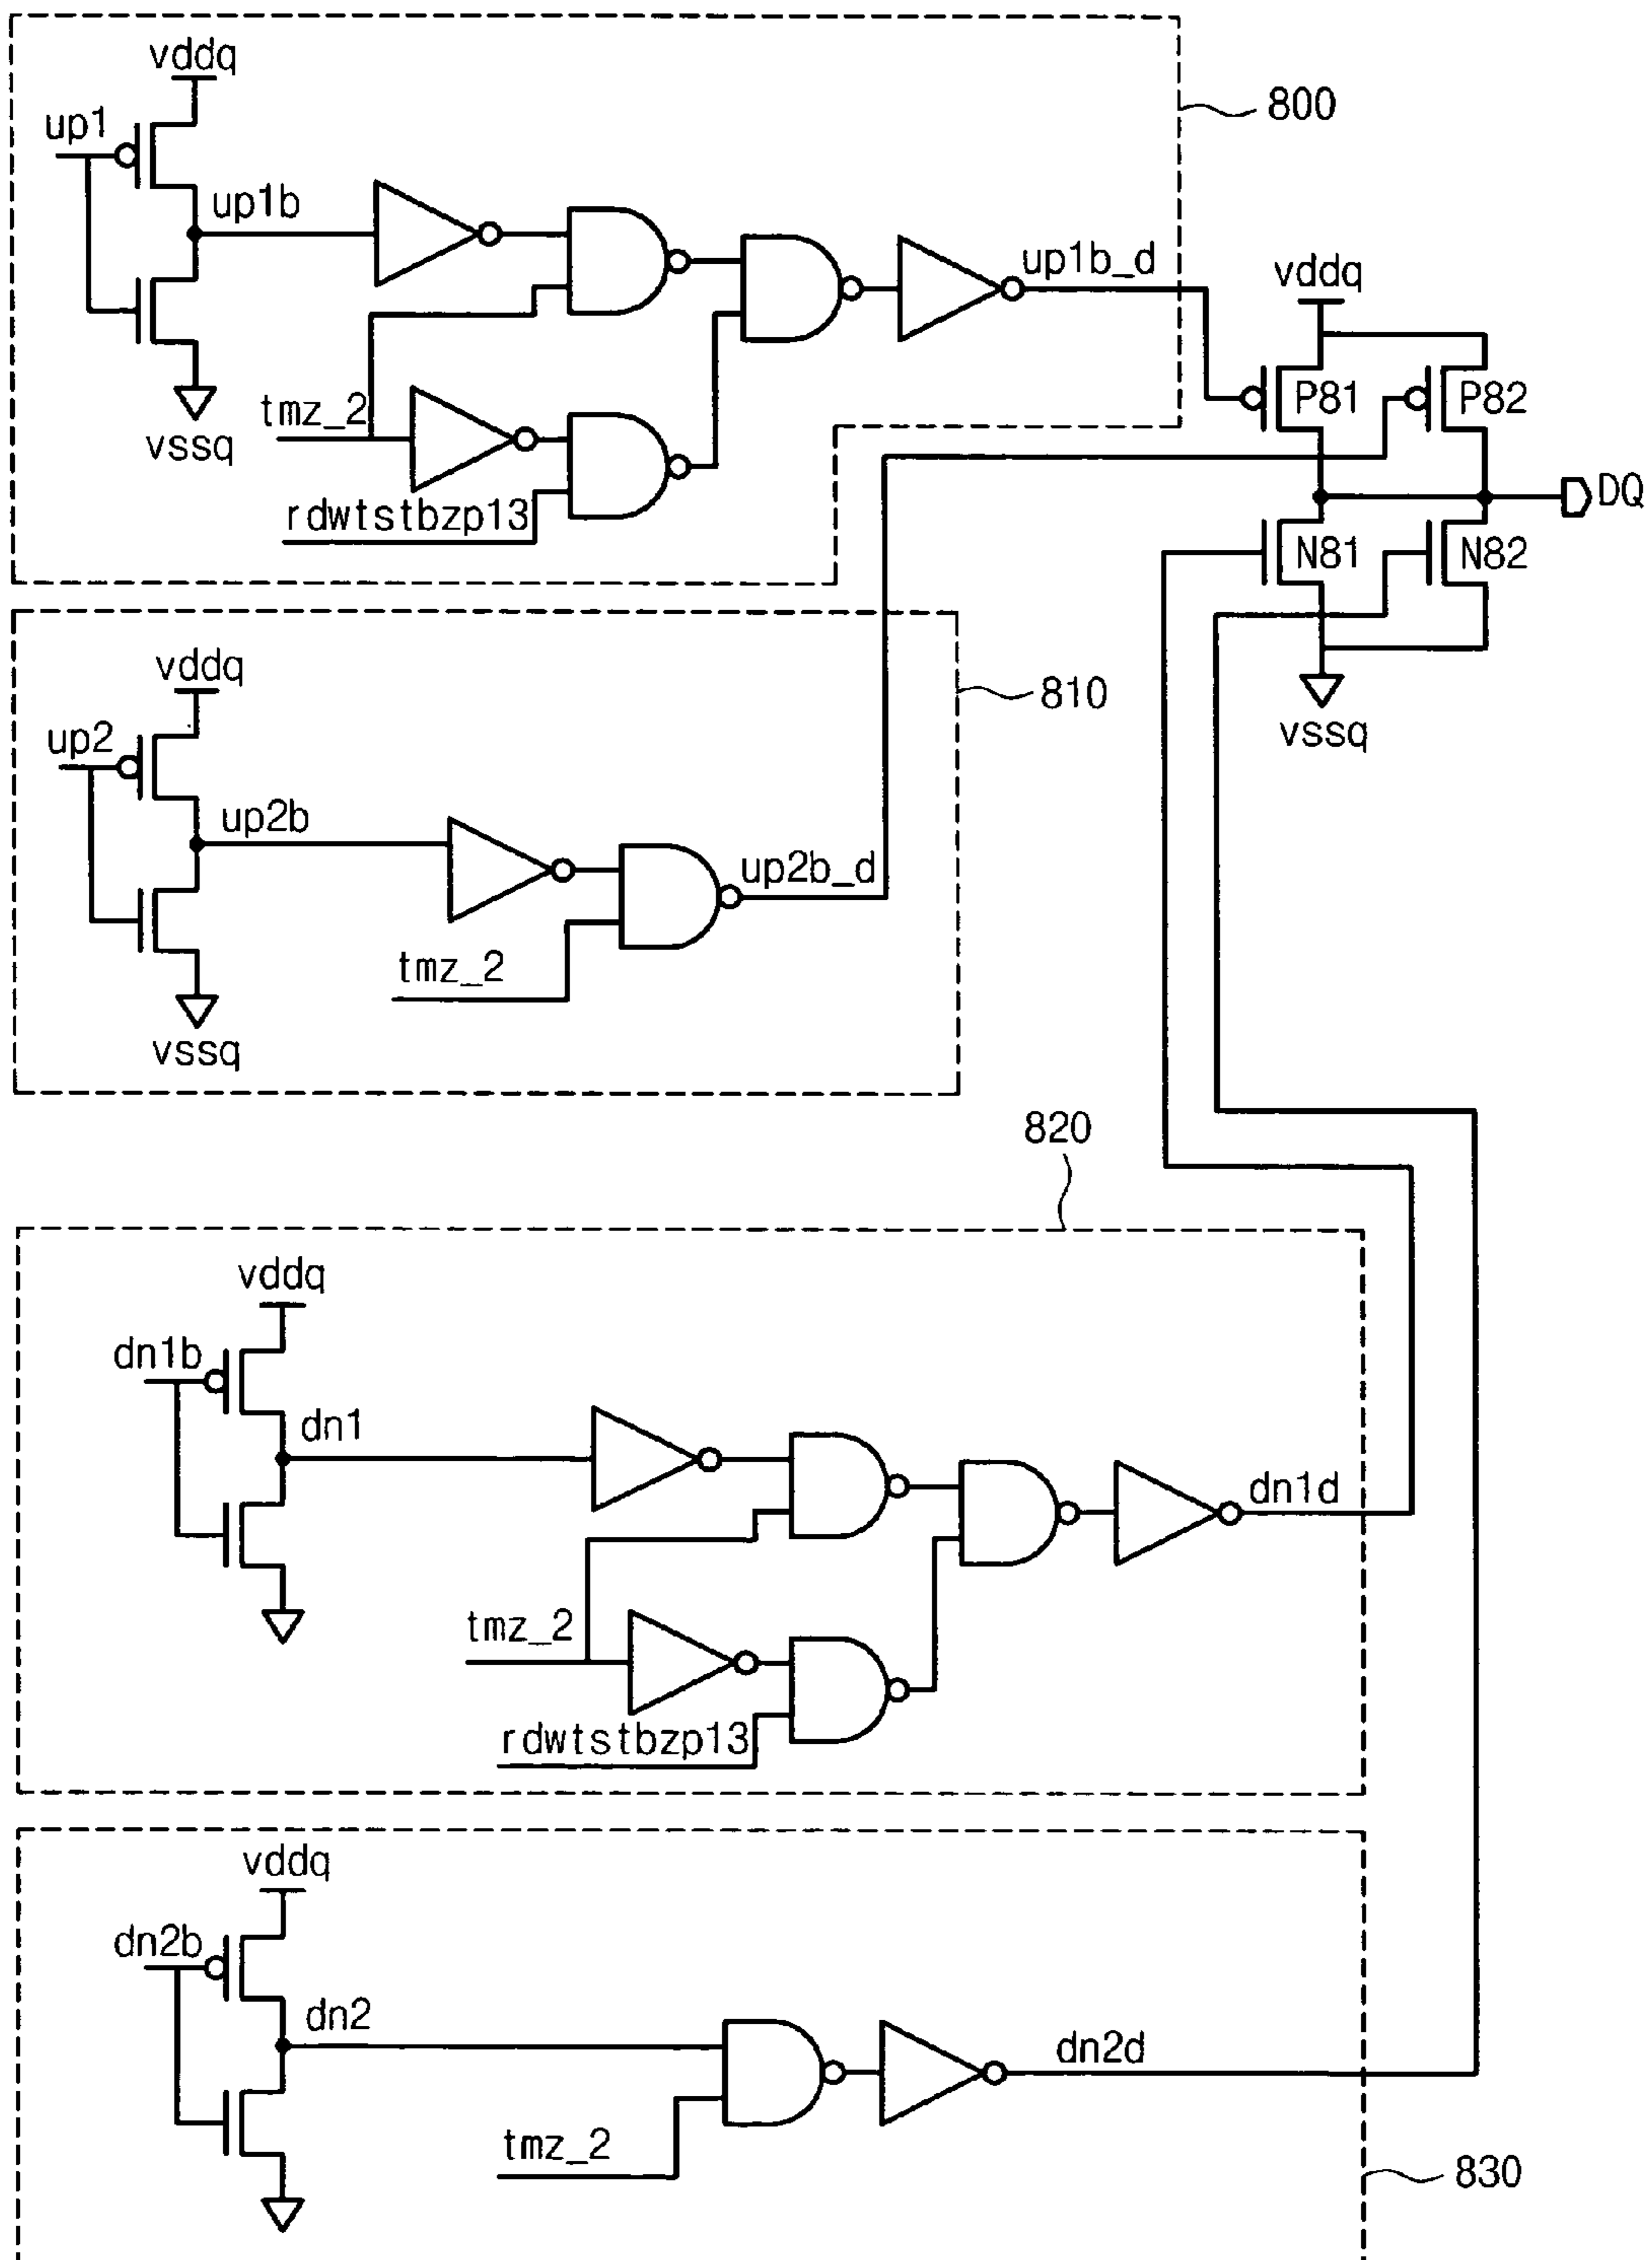 vddq
800
up1
up1b
up1b_d
vddq
tmz_2
P81
P82
vssq
DQ
rdwtstbzp13
N81
N82
vddq
810
up2
vssq
up2b
up2b_d
tmz_2
vssq
820
vddq
dn1b
dn1
dn1d
tmz_2
rdwtstbzp13
vddq
dn2b
dn2
dn2d
tmz_2
830